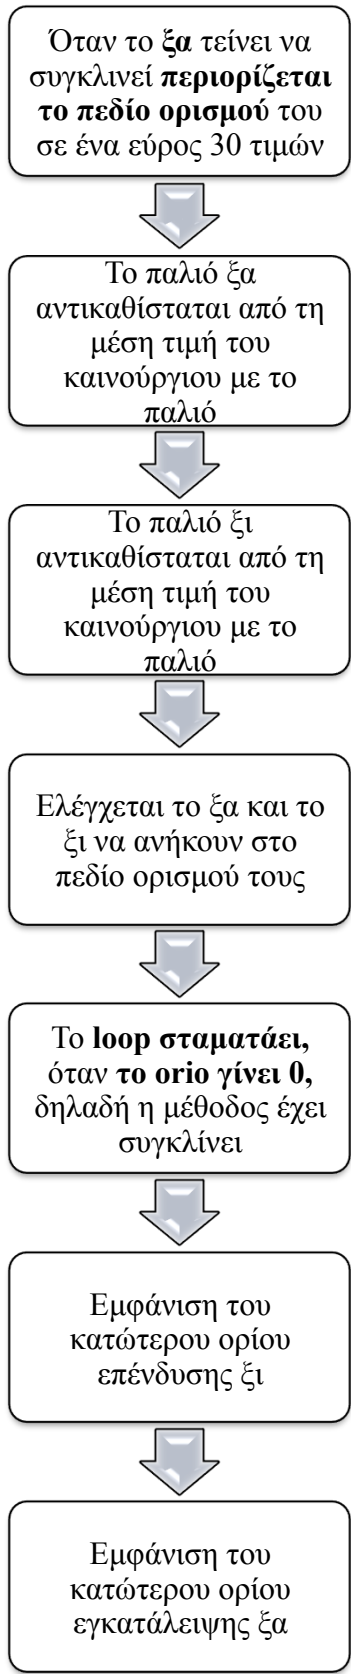 Όταν το ξα τείνει να
συγκλινεί περιορίζεται
το πεδίο ορισμού του
σε ένα εύρος 30 τιμών
Το παλιό ξα
αντικαθίσταται από τη
μέση τιμή του
καινούργιου με το
παλιό
Το παλιό ξι
αντικαθίσταται από τη
μέση τιμή του
καινούργιου με το
παλιό
Ελέγχεται το ξα και το
ξι να ανήκουν στο
πεδίο ορισμού τους
Το loop σταματάει,
όταν το orio γίνει 0,
δηλαδή η μέθοδος έχει
συγκλίνει
Εμφάνιση του
κατώτερου ορίου
επένδυσης ξι
Εμφάνιση του
κατώτερου ορίου
εγκατάλειψης ξα